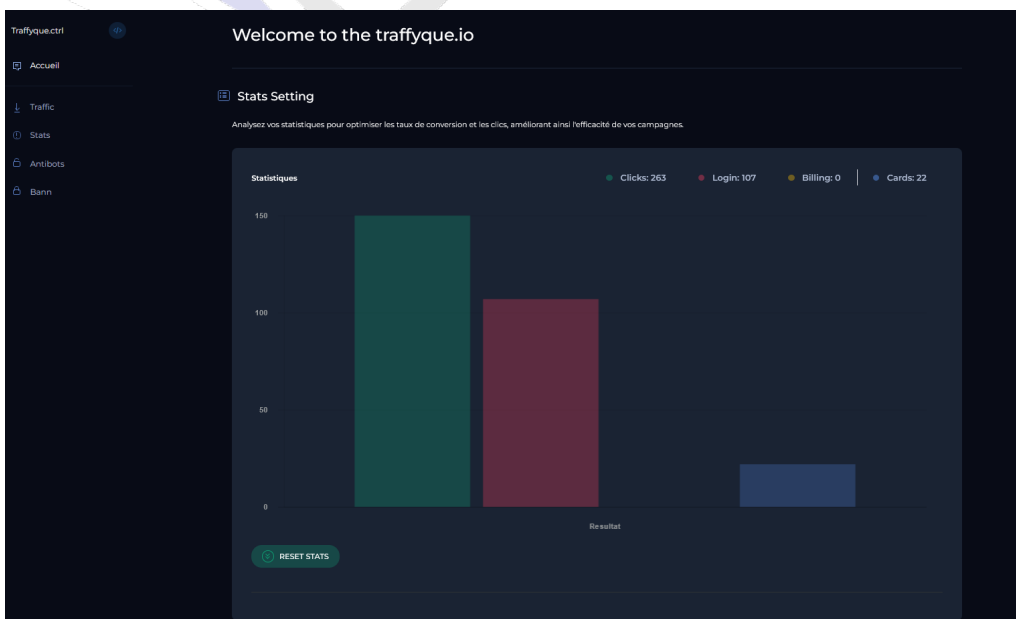 Traffyque.ctrl
Welcome to the traffyque.io
Accueil
Stats Setting
Traffic
Analysez vos statistiques pour optimiser les taux de conversion et les clics, améliorant ainsi l'efficacité de vos campagnes.
Stats
Antibots
Bann
Statistiques
Clicks: 263 Login: 107 Billing: 0 Cards: 22
150
100
50
0
Resultat
RESET STATS